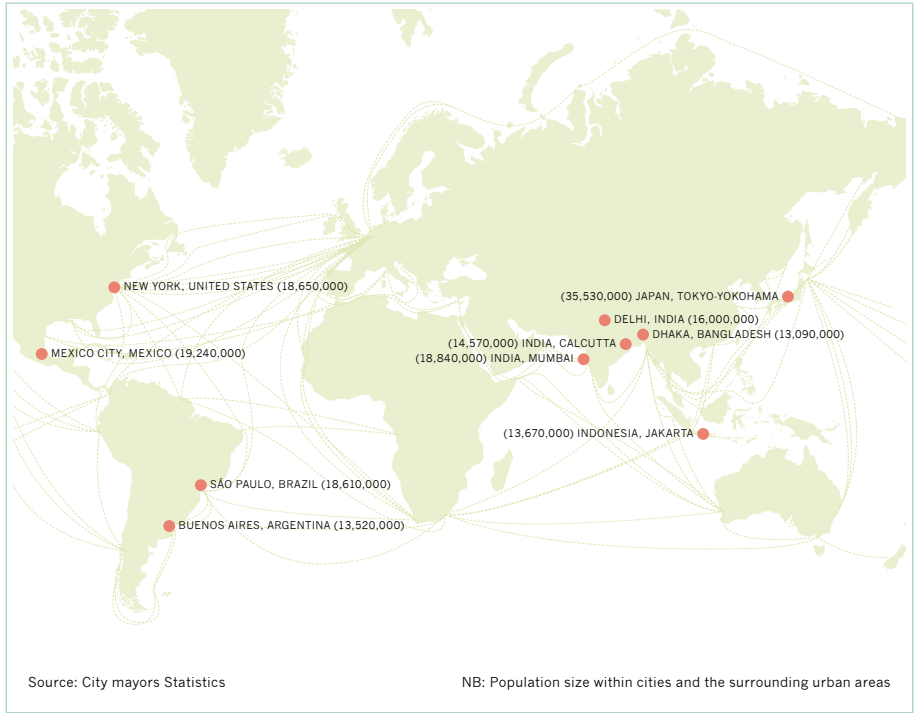 NEW YORK, UNITED STATES (18,650,000)
(35,530,000) JAPAN, TOKYO-YOKOHAMA
DELHI, INDIA (16,000,000)
DHAKA, BANGLADESH (13,090,000)
(14,570,000) INDIA, CALCUTTA
MEXICO CITY, MEXICO (19,240,000)
(18,840,000) INDIA, MUMBAI
(13,670,000) INDONESIA, JAKARTA
SÁO PAULO, BRAZIL (18,610,000)
BUENOS AIRES, ARGENTINA (13,520,000)
Source: City mayors Statistics
NB: Population size within cities and the surrounding urban areas